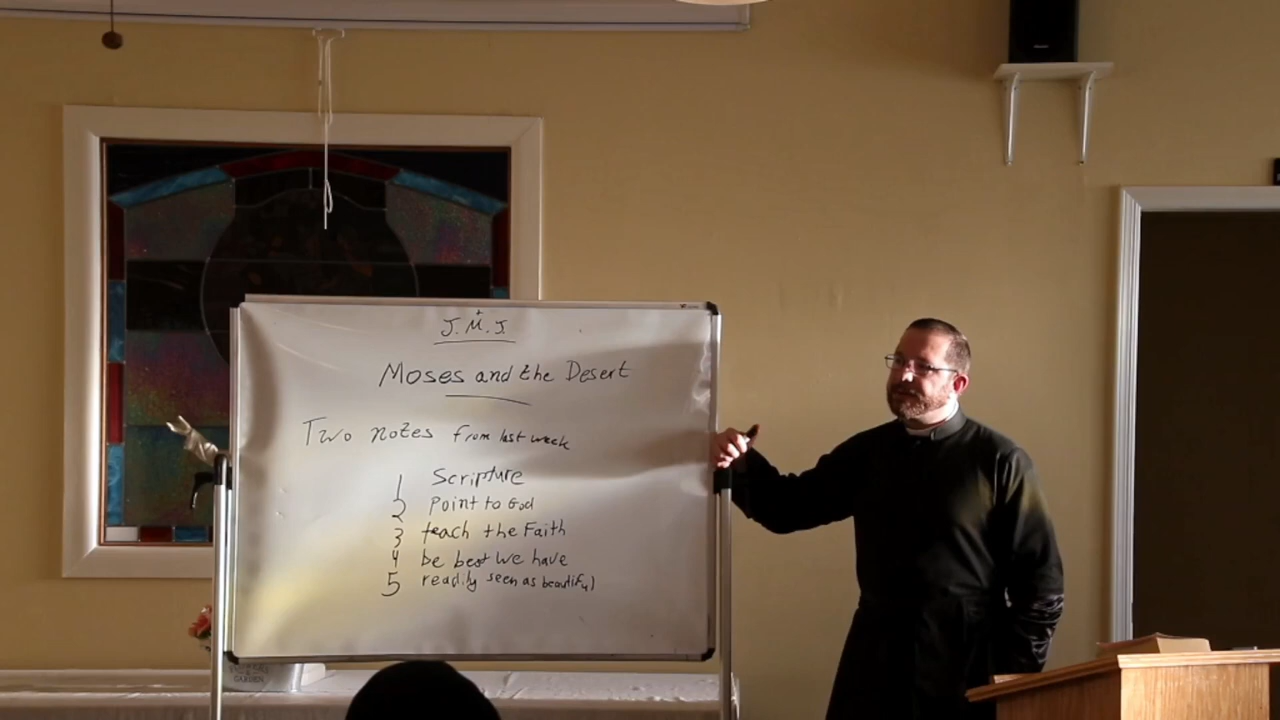 J. M. J.
Moses and the Desert
Two notes from last week
1 Scripture
2 point to God
3 teach the Faith
4 be best we have
5 readily seen as beautiful
GARDEN